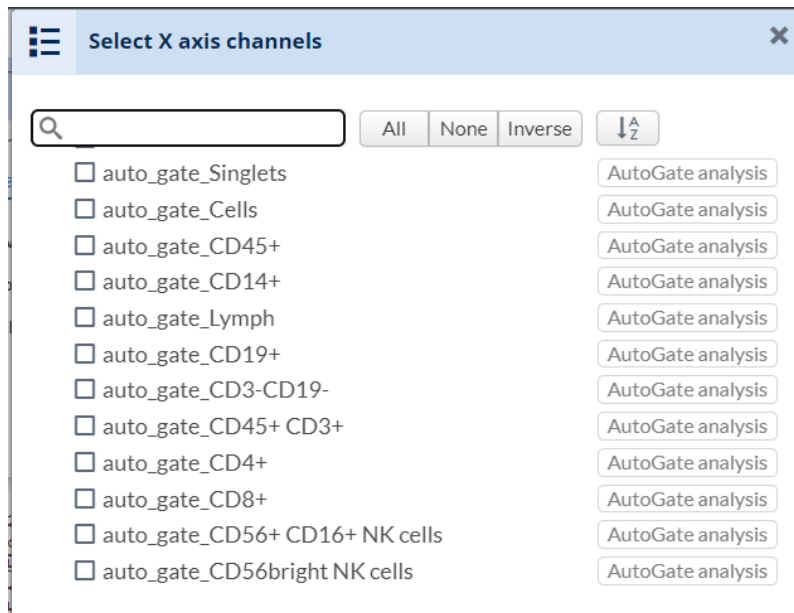 Select X axis channels
All None Inverse
auto_gate_Singlets AutoGate analysis
auto_gate_Cells AutoGate analysis
auto_gate_CD45+ AutoGate analysis
auto_gate_CD14+ AutoGate analysis
auto_gate_Lymph AutoGate analysis
auto_gate_CD19+ AutoGate analysis
auto_gate_CD3-CD19- AutoGate analysis
auto_gate_CD45+ CD3+ AutoGate analysis
auto_gate_CD4+ AutoGate analysis
auto_gate_CD8+ AutoGate analysis
auto_gate_CD56+ CD16+ NK cells AutoGate analysis
auto_gate_CD56bright NK cells AutoGate analysis